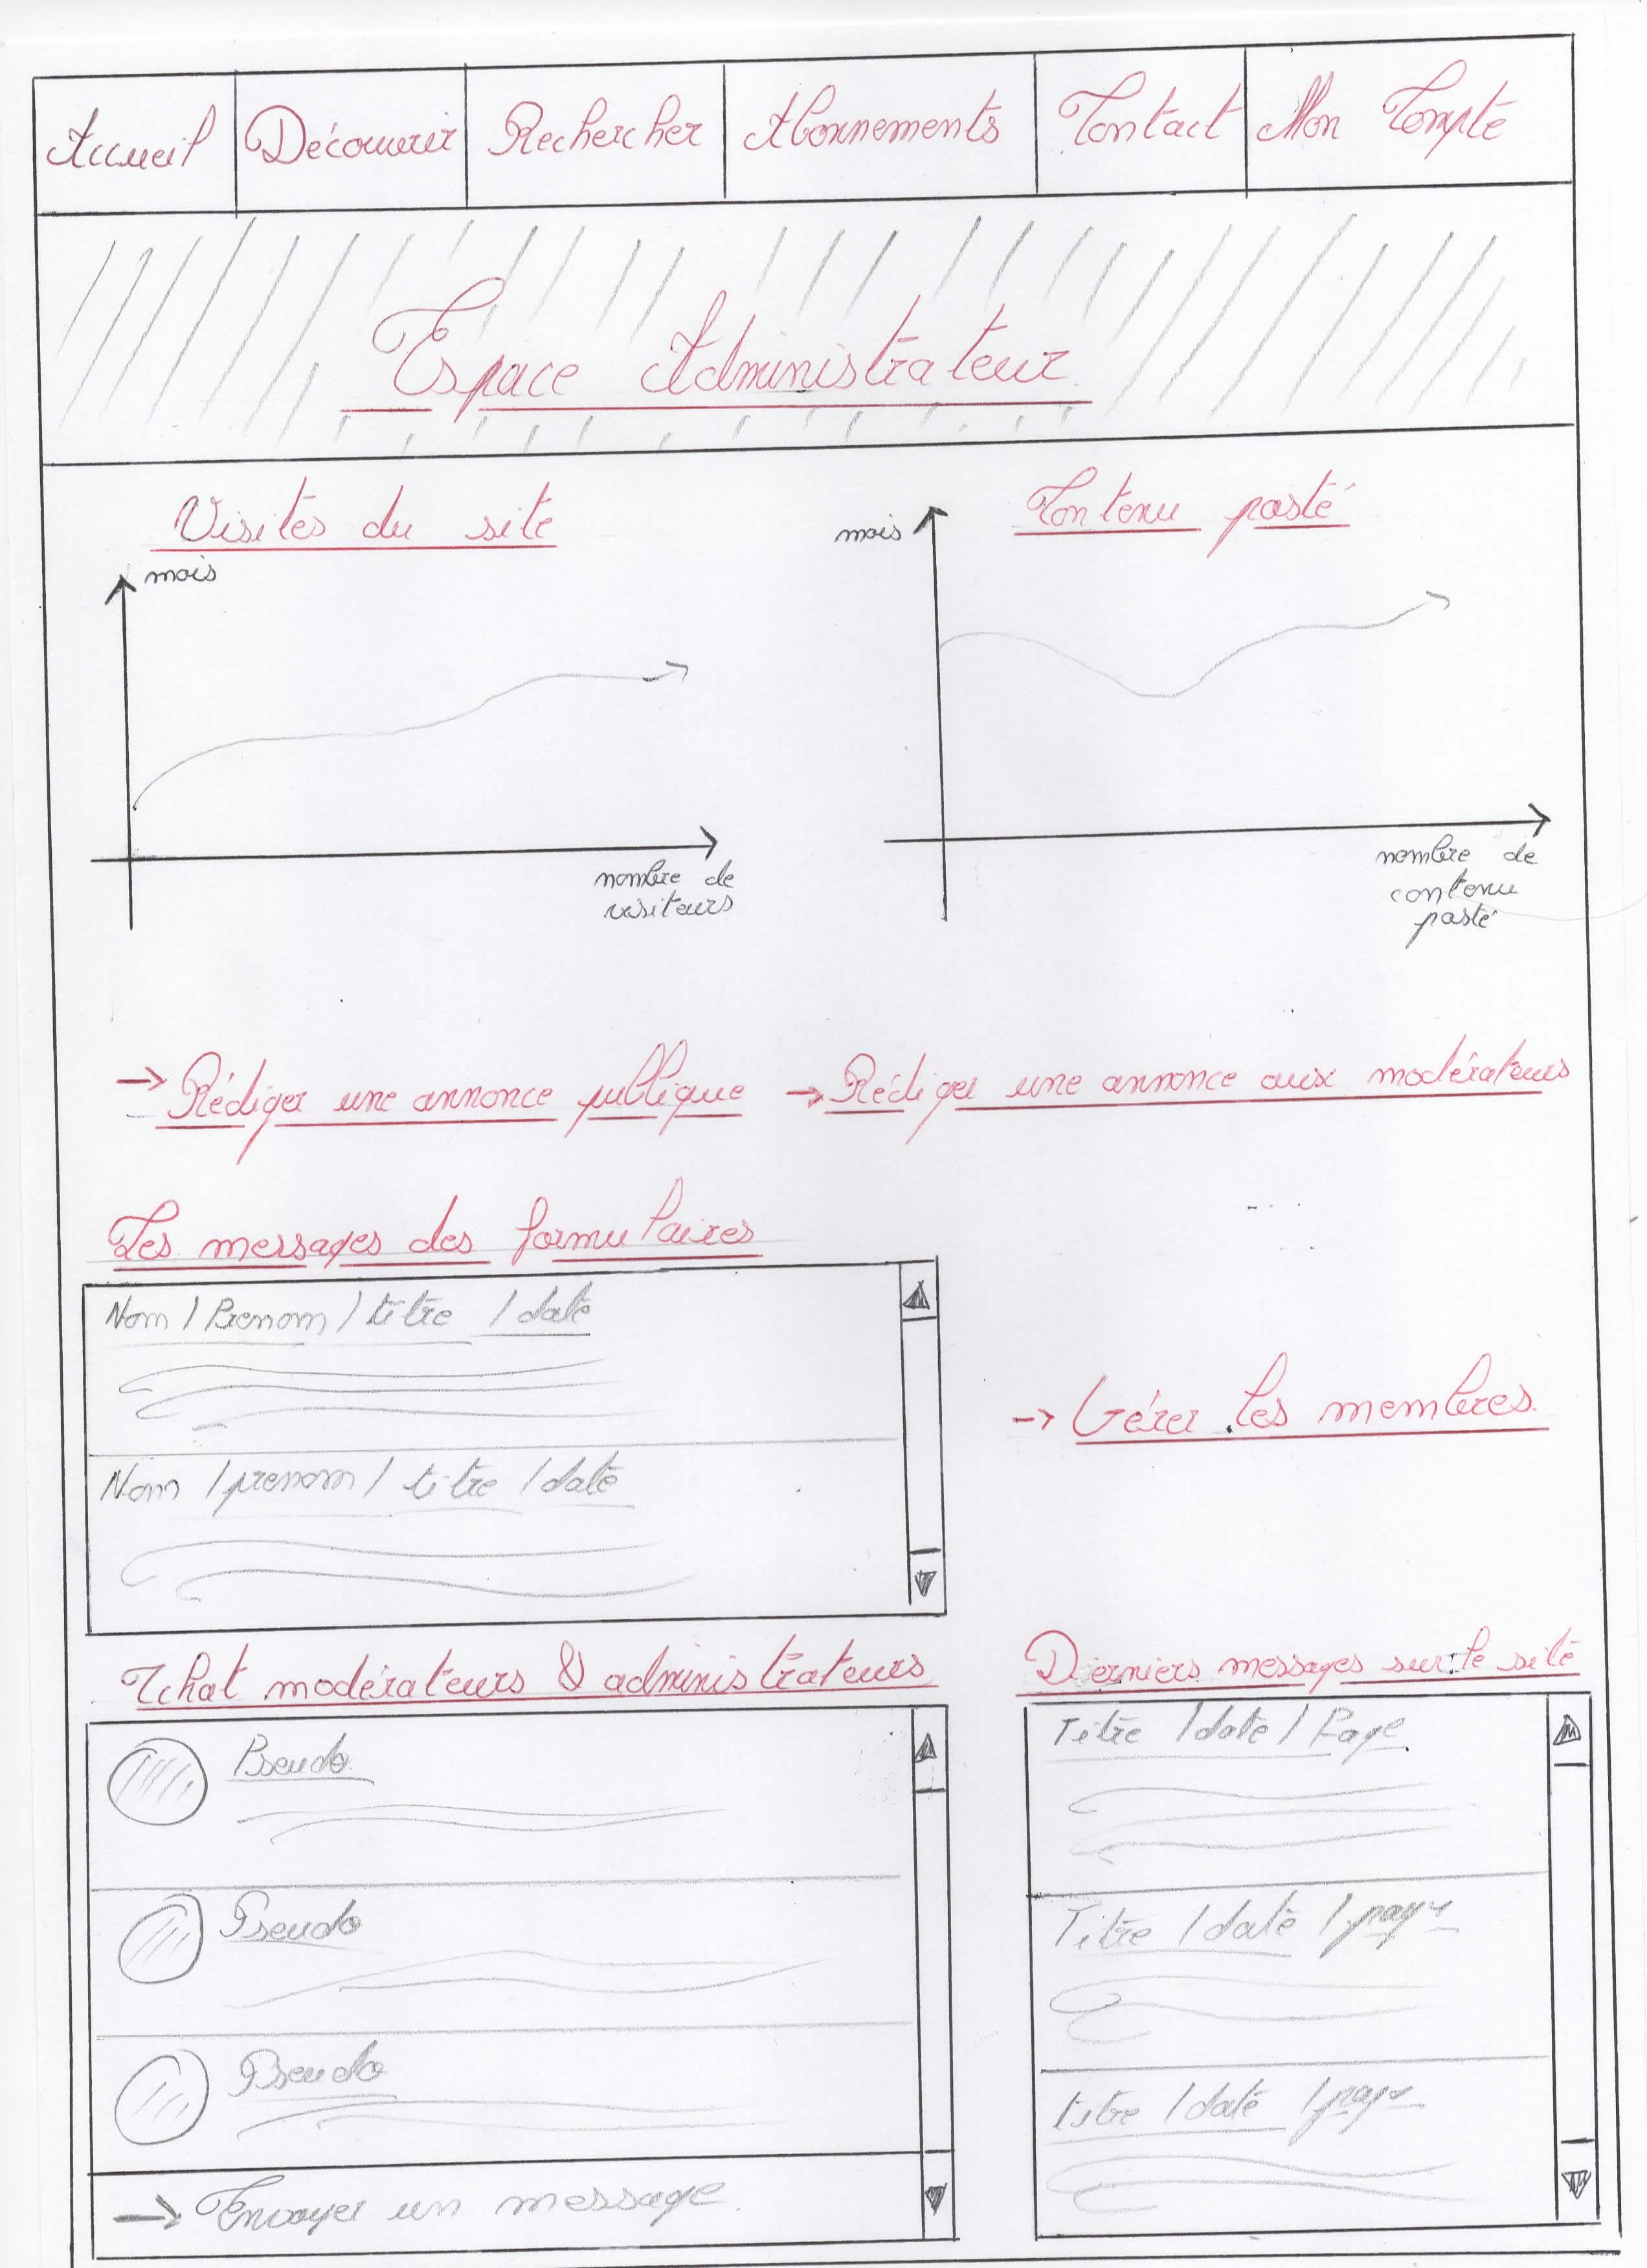 Accueil Découvrir Rechercher Abonnements Contact Mon Compte
Espace Administrateur
Visites du site
mois
nombre de
visiteurs
Contenu posté
mois
nombre de
contenu
posté
→ Rédiger une annonce publique → Rédiger une annonce aux modérateurs
Les messages des formulaires
Nom / Prenom / titre / date
Nom / prenom / titre / date
→ Gérer les membres.
Tchat modérateurs & administrateurs
Pseudo
Pseudo
Pseudo
→ Envoyer un message
Derniers messages sur le site
Titre / date / Page
Titre / date / page
titre / date / page